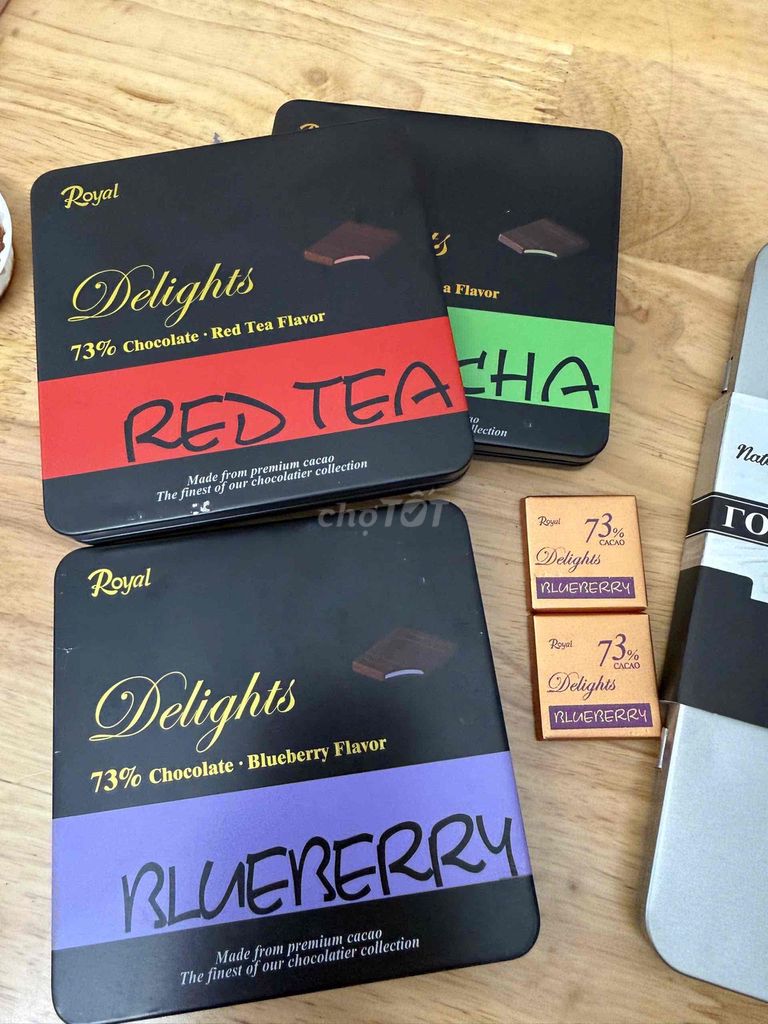 Royal
Delights
73% Chocolate · Red Tea Flavor
RED TEA
Made from premium cacao
The finest of our chocolatier collection
Flavor
Royal
Delights
73% Chocolate · Blueberry Flavor
BLUEBERRY
Made from premium cacao
The finest of our chocolatier collection
Royal
73%
CACAO
Delights
BLUEBERRY
Royal
73%
CACAO
Delights
BLUEBERRY
chợTỐT